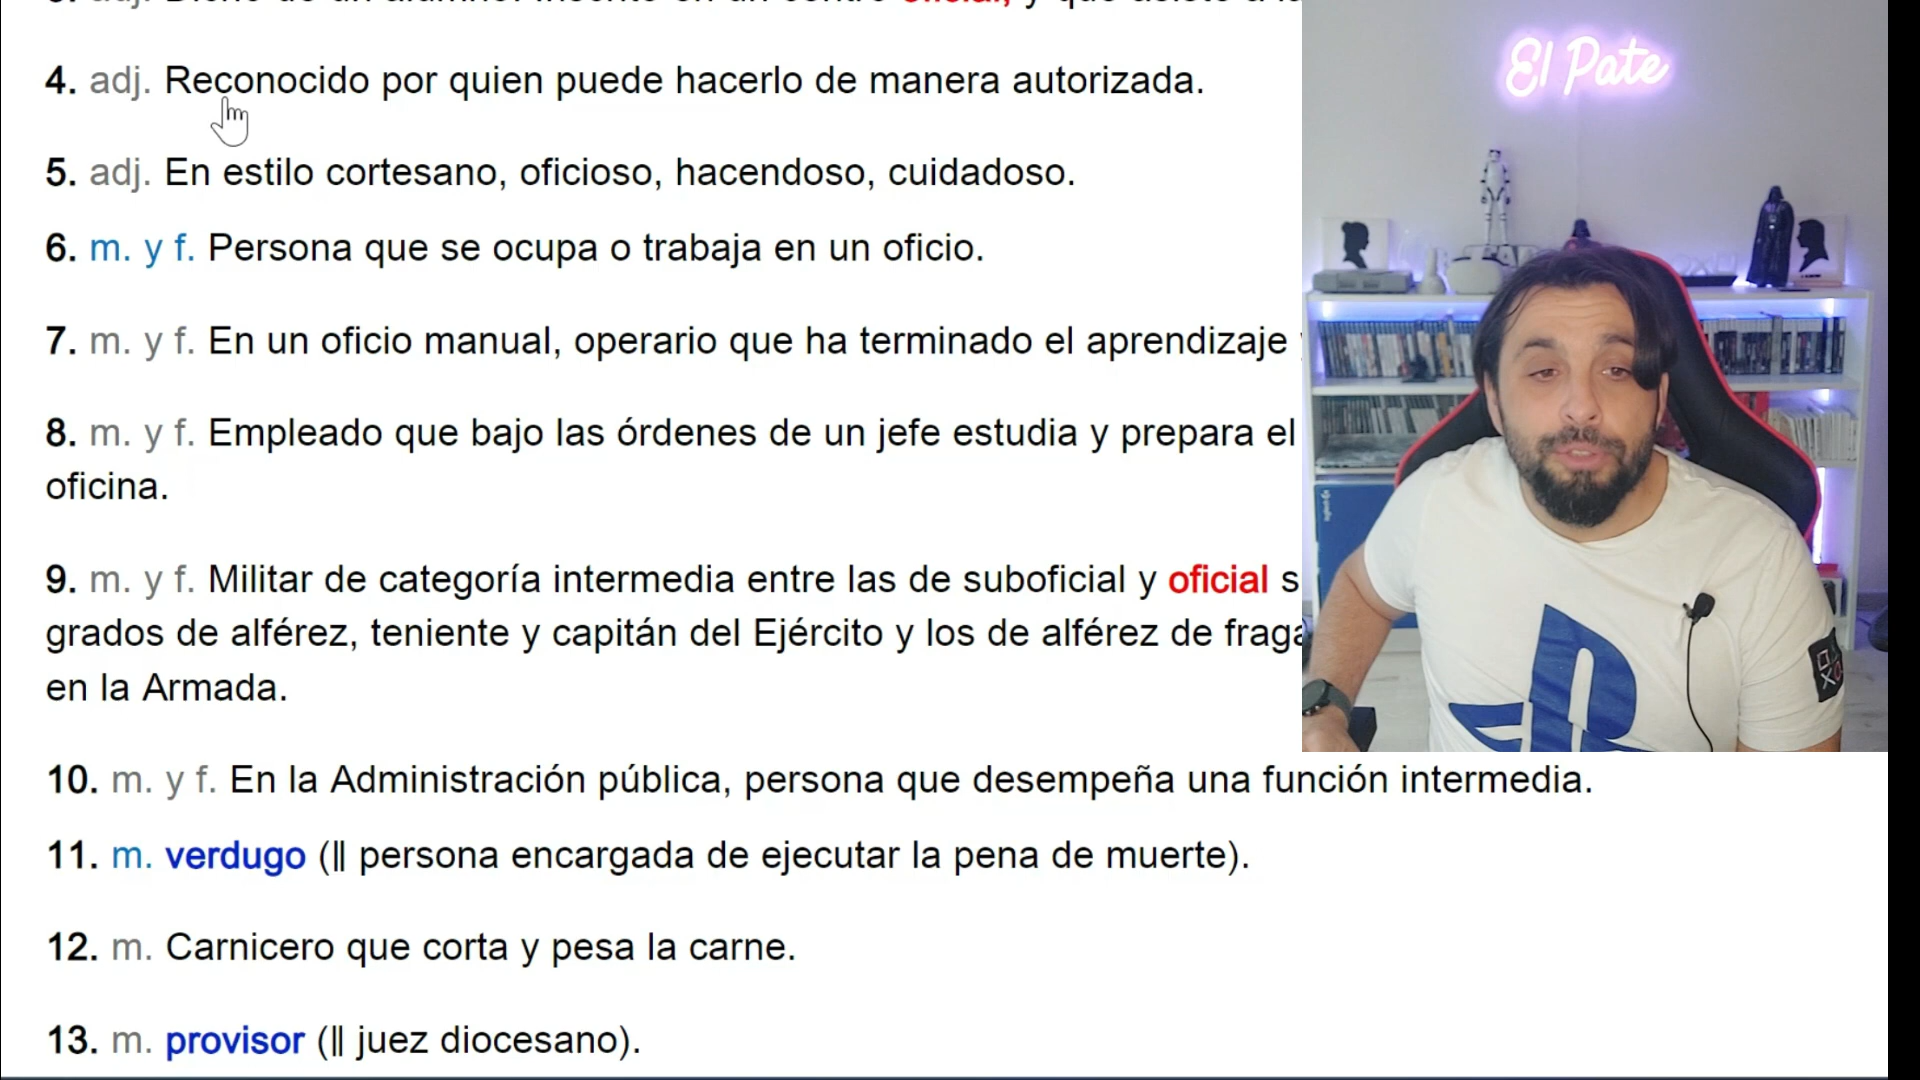 4. adj. Reconocido por quien puede hacerlo de manera autorizada.
5. adj. En estilo cortesano, oficioso, hacendoso, cuidadoso.
6. m. y f. Persona que se ocupa o trabaja en un oficio.
7. m. y f. En un oficio manual, operario que ha terminado el aprendizaje
8. m. y f. Empleado que bajo las órdenes de un jefe estudia y prepara el
oficina.
9. m. y f. Militar de categoría intermedia entre las de suboficial y oficial s
grados de alférez, teniente y capitán del Ejército y los de alférez de fraga
en la Armada.
10. m. y f. En la Administración pública, persona que desempeña una función intermedia.
11. m. verdugo (‖ persona encargada de ejecutar la pena de muerte).
12. m. Carnicero que corta y pesa la carne.
13. m. provisor (‖ juez diocesano).
El Pate